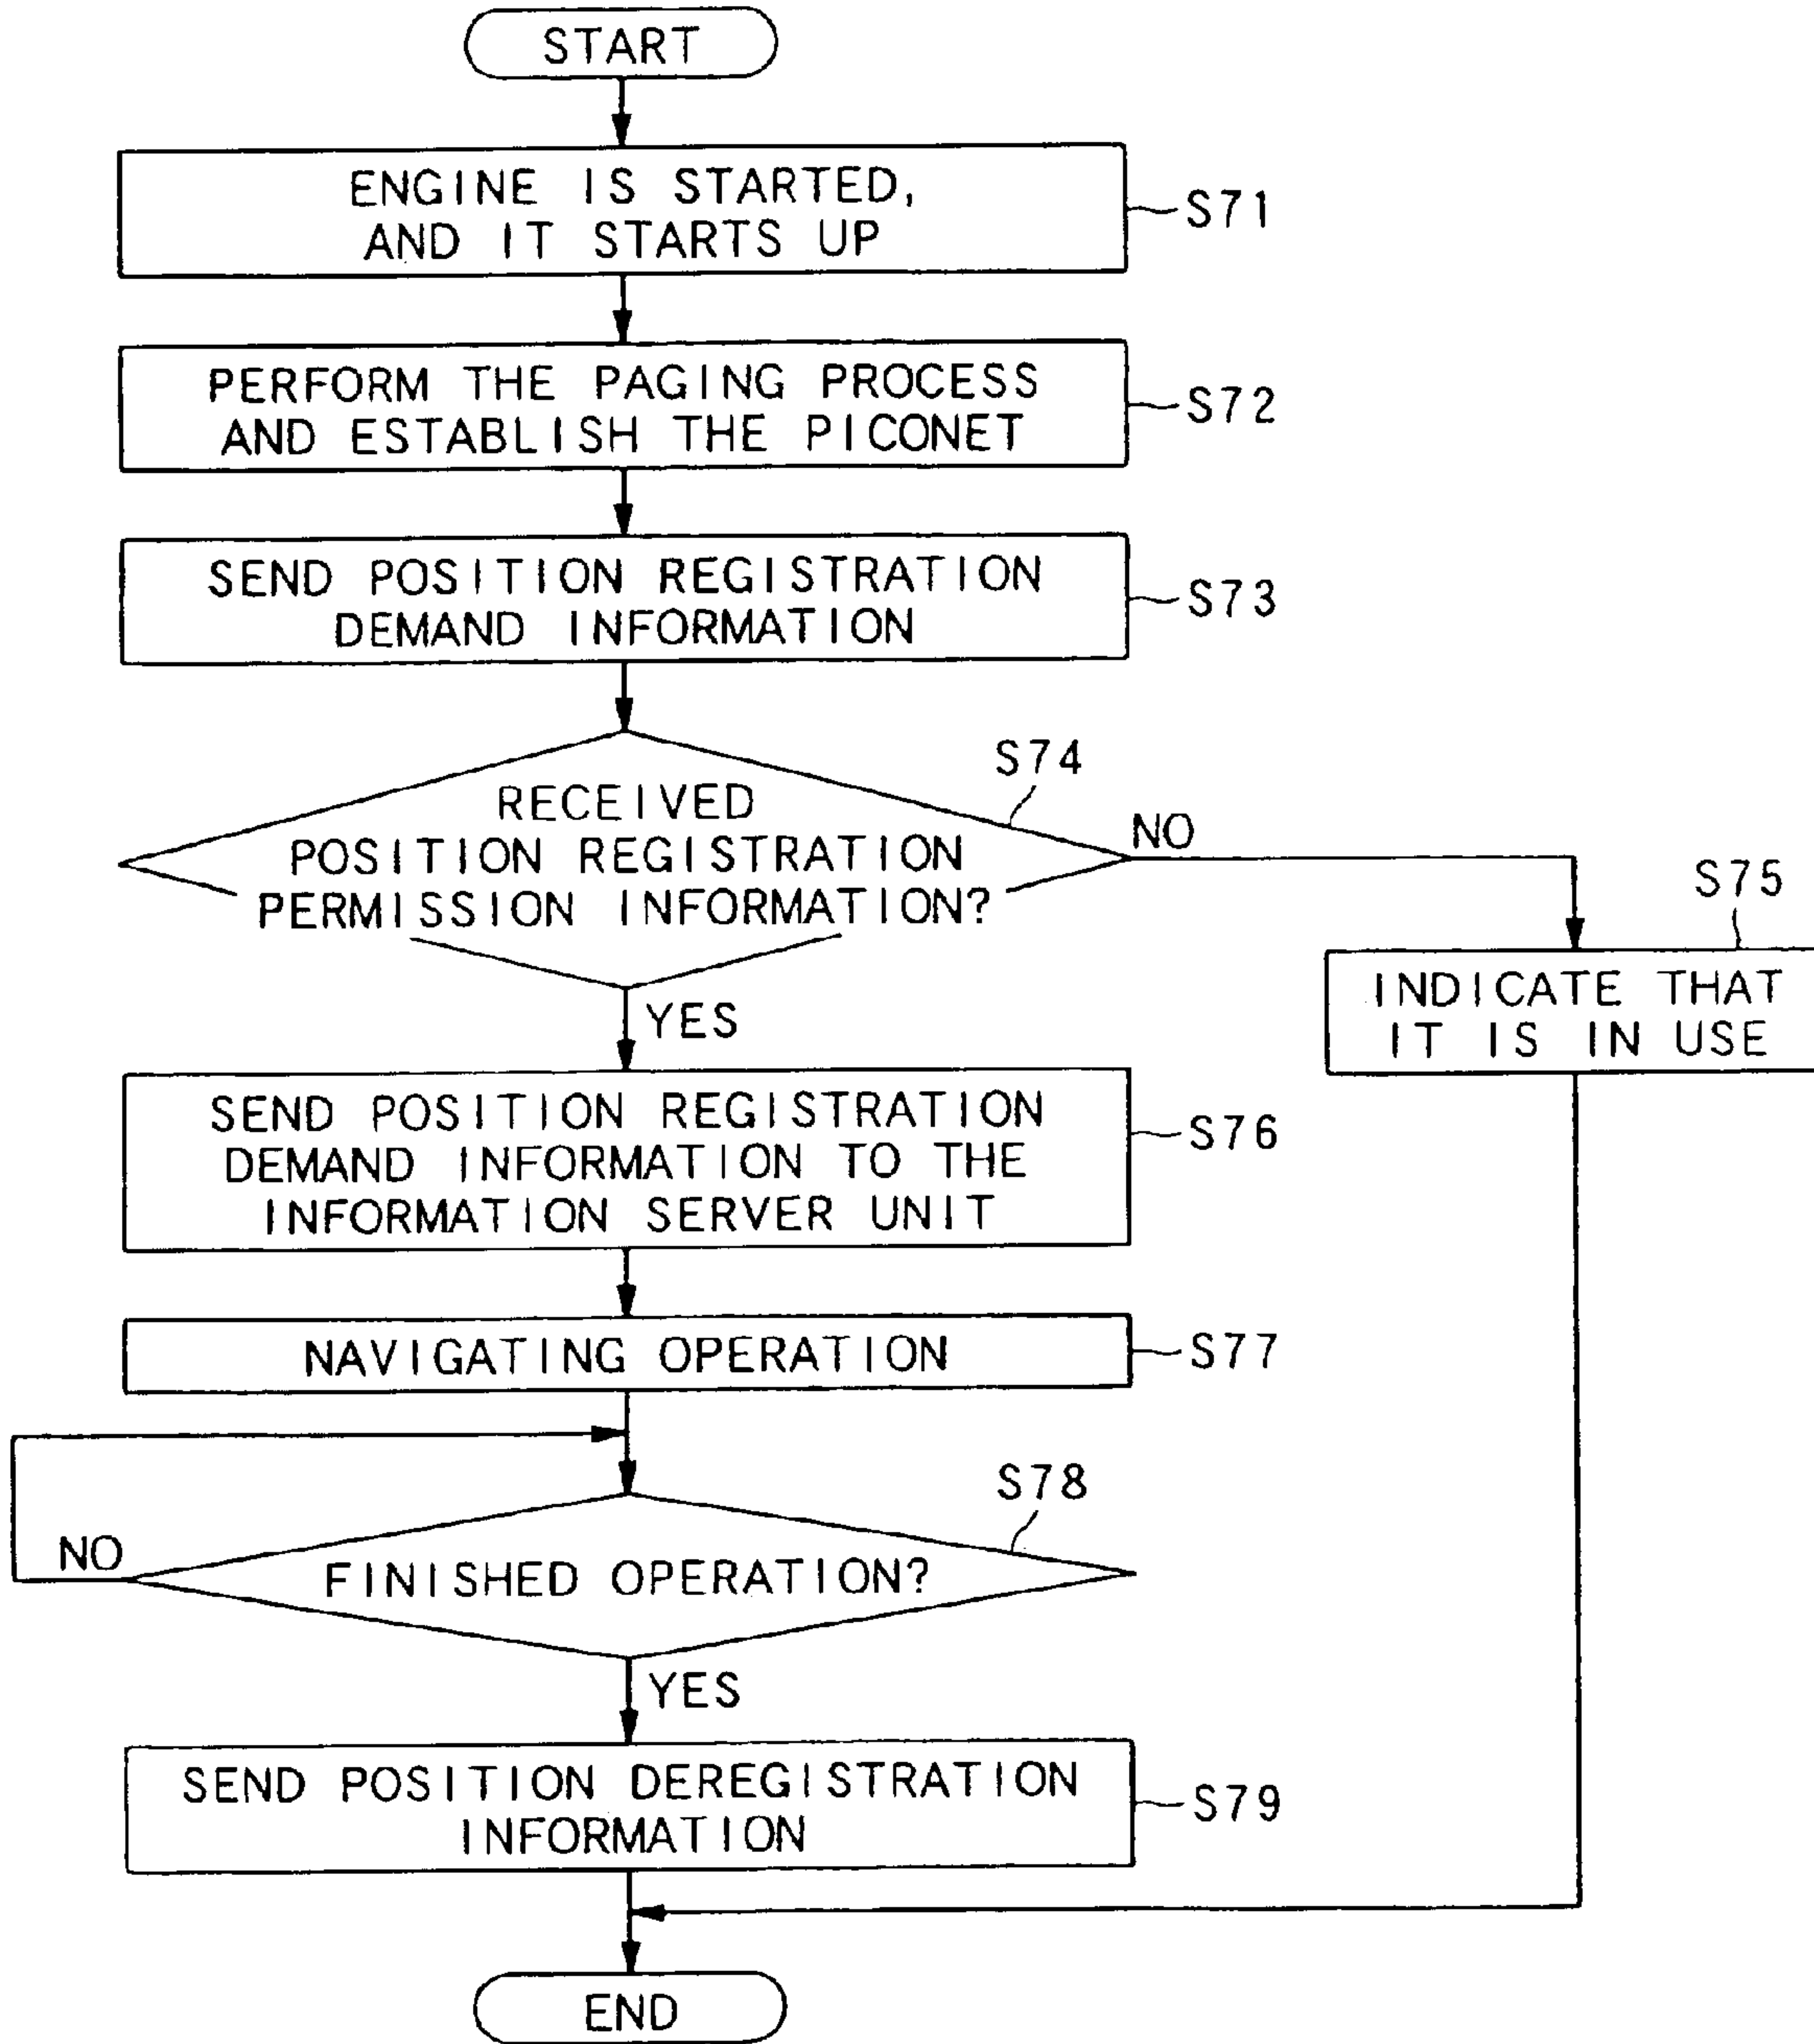 START
ENGINE IS STARTED,
AND IT STARTS UP
S71
PERFORM THE PAGING PROCESS
AND ESTABLISH THE PICONET
S72
SEND POSITION REGISTRATION
DEMAND INFORMATION
S73
S74
RECEIVED
POSITION REGISTRATION
PERMISSION INFORMATION?
NO
S75
INDICATE THAT
IT IS IN USE
YES
SEND POSITION REGISTRATION
DEMAND INFORMATION TO THE
INFORMATION SERVER UNIT
S76
NAVIGATING OPERATION
S77
S78
NO
FINISHED OPERATION?
YES
SEND POSITION DEREGISTRATION
INFORMATION
S79
END